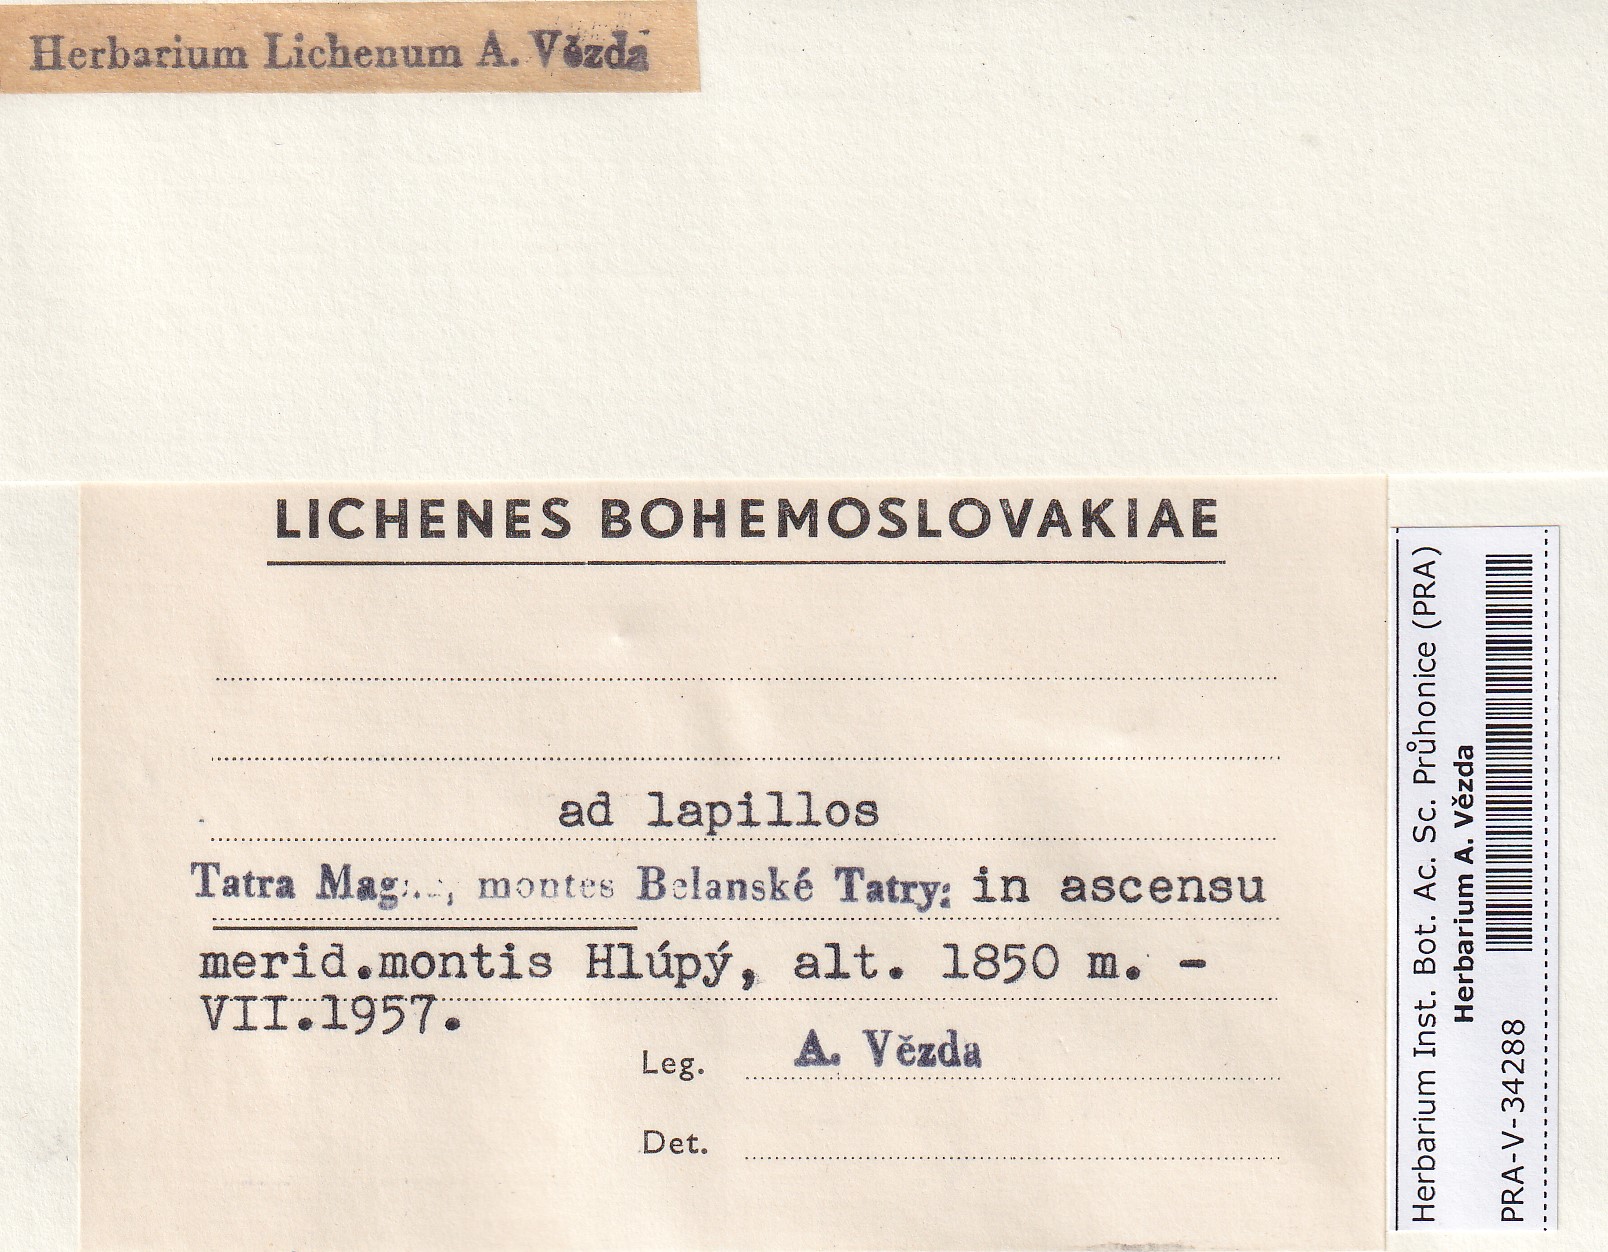 Herbarium Lichenum A. Vězda
LICHENES BOHEMOSLOVAKIAE
ad lapillos
Tatra Magna, montes Belanské Tatry: in ascensu
merid.montis Hlúpý, alt. 1850 m. –
VII.1957.
Leg. A. Vězda
Det.
Herbarium Inst. Bot. Ac. Sc. Průhonice (PRA)
Herbarium A. Vězda
PRA-V-34288